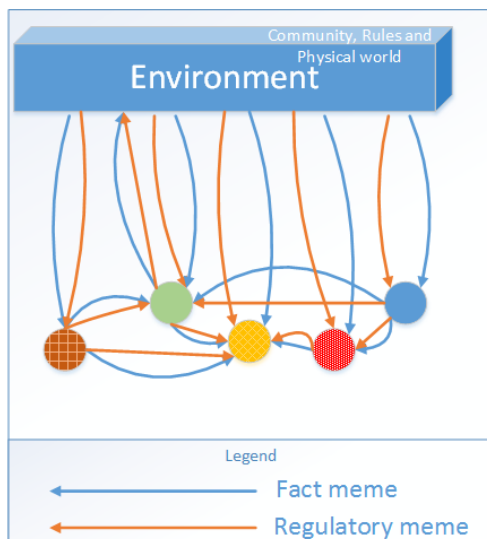 Community, Rules and
Physical world
Environment
Legend
Fact meme
Regulatory meme